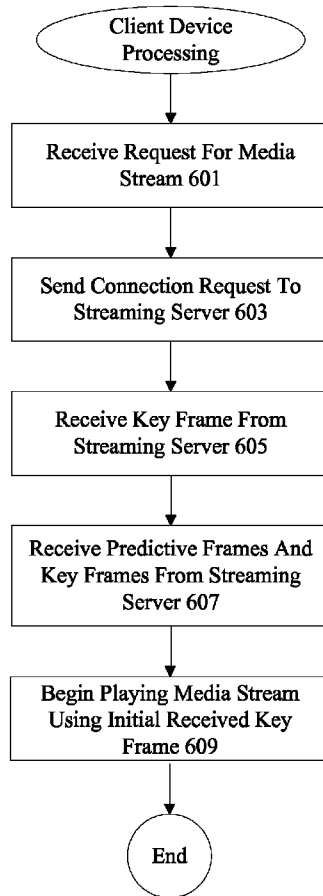 Client Device
Processing
Receive Request For Media
Stream 601
Send Connection Request To
Streaming Server 603
Receive Key Frame From
Streaming Server 605
Receive Predictive Frames And
Key Frames From Streaming
Server 607
Begin Playing Media Stream
Using Initial Received Key
Frame 609
End